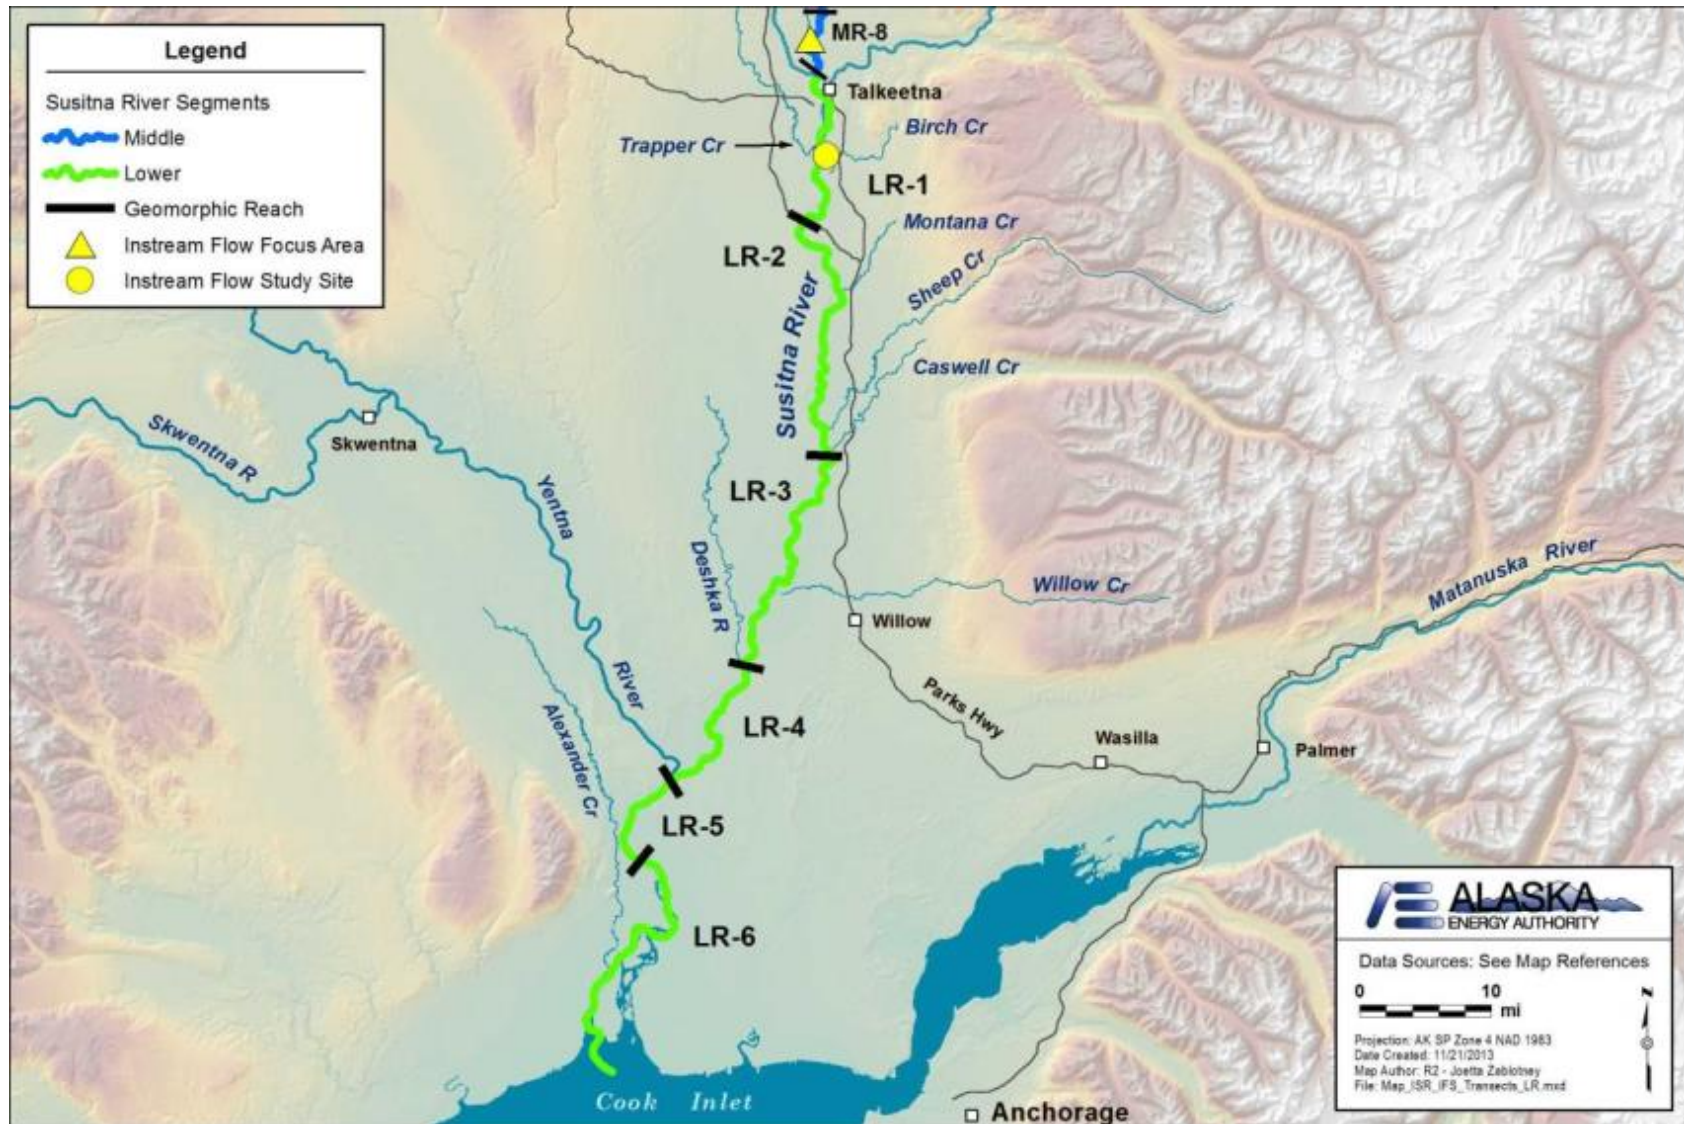 Legend
Susitna River Segments
Middle
Lower
Geomorphic Reach
Instream Flow Focus Area
Instream Flow Study Site
MR-8
Talkeetna
Birch Cr
Trapper Cr
LR-1
Montana Cr
LR-2
Sheep Cr
Susitna River
Caswell Cr
Skwentna
Skwentna R
Yentna
River
LR-3
Deshka R
Willow Cr
Matanuska River
Willow
Alexander Cr
LR-4
Parks Hwy
Wasilla
Palmer
LR-5
LR-6
Cook Inlet
Anchorage
ALASKA
ENERGY AUTHORITY
Data Sources: See Map References
0 10
mi
N
Projection: AK SP Zone 4 NAD 1983
Date Created: 11/21/2013
Map Author: R2 - Joetta Zablotney
File: Map_ISR_IFS_Transects_LR.mxd